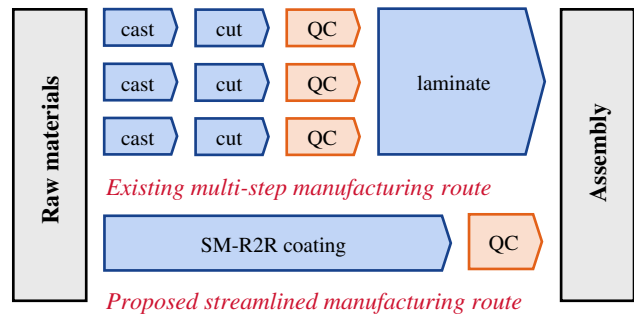 Raw materials
cast cut QC
cast cut QC
laminate
cast cut QC
Existing multi-step manufacturing route
SM-R2R coating
QC
Proposed streamlined manufacturing route
Assembly